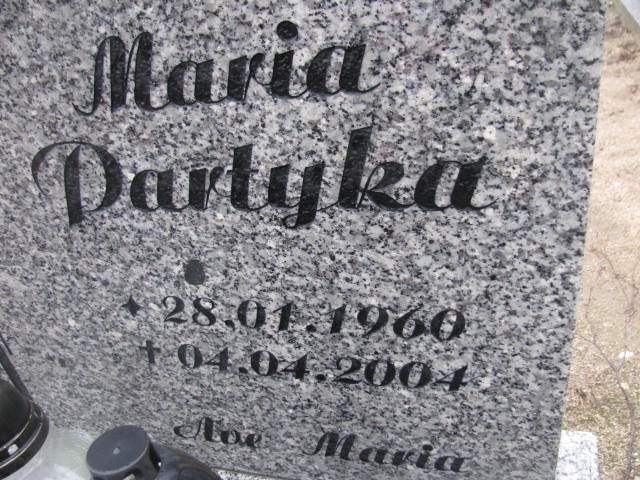 Maria
Partyka
✦ 28.01.1960
✝ 04.04.2004
Ave Maria